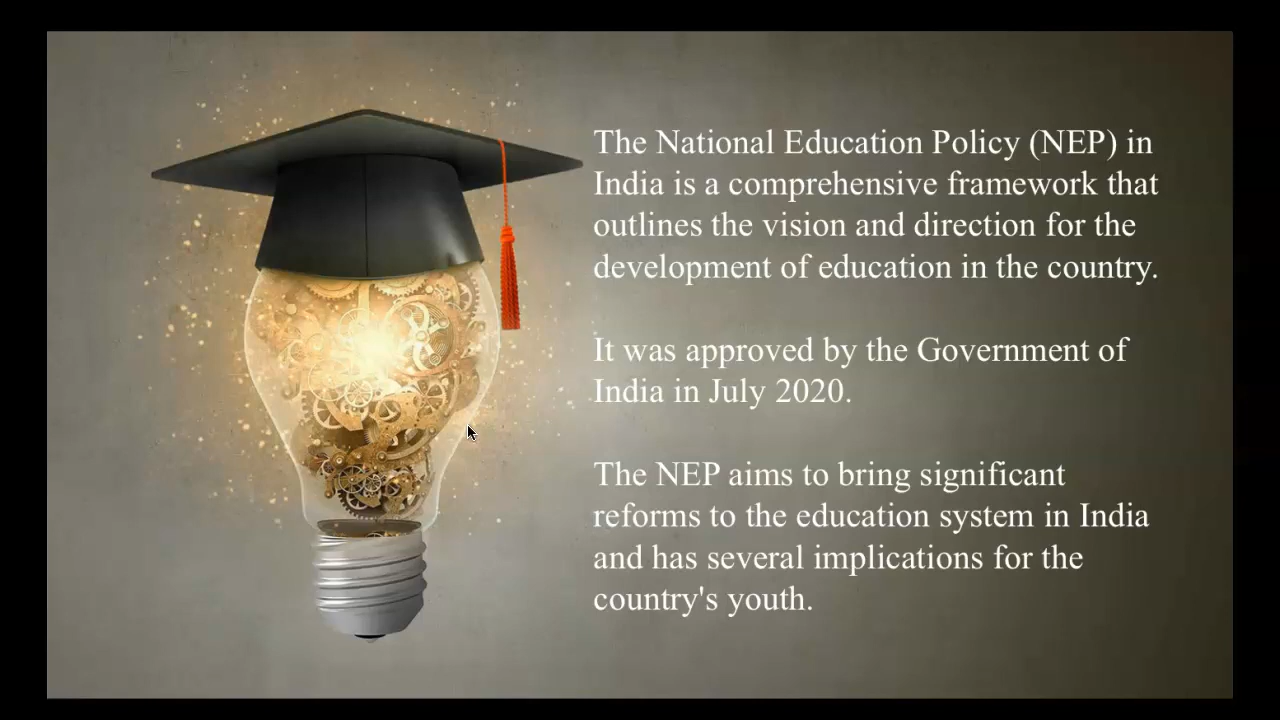 The National Education Policy (NEP) in
India is a comprehensive framework that
outlines the vision and direction for the
development of education in the country.
It was approved by the Government of
India in July 2020.
The NEP aims to bring significant
reforms to the education system in India
and has several implications for the
country's youth.